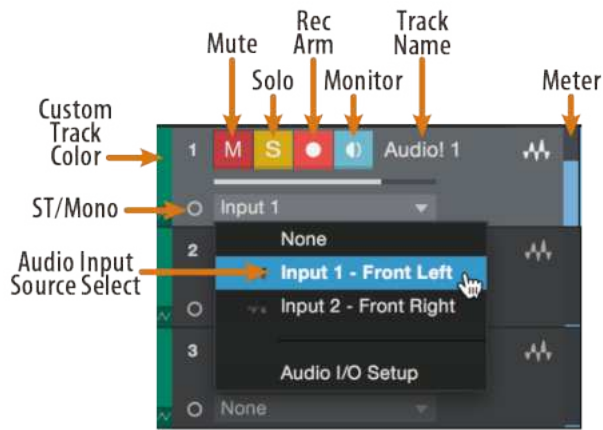 Rec
Arm
Track
Name
Mute
Solo
Monitor
Meter
Custom
Track
Color
1 M S Audio! 1
ST/Mono
Input 1
2
None
Audio Input
Source Select
Input 1 - Front Left
Input 2 - Front Right
3
Audio I/O Setup
None